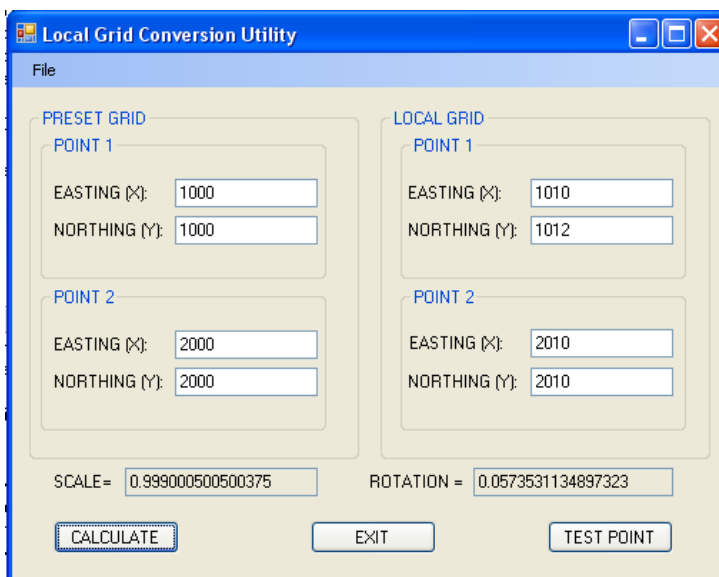 Local Grid Conversion Utility
File
PRESET GRID
POINT 1
EASTING (X): 1000
NORTHING (Y): 1000
POINT 2
EASTING (X): 2000
NORTHING (Y): 2000
LOCAL GRID
POINT 1
EASTING (X): 1010
NORTHING (Y): 1012
POINT 2
EASTING (X): 2010
NORTHING (Y): 2010
SCALE= 0.999000500500375
ROTATION = 0.0573531134897323
CALCULATE
EXIT
TEST POINT